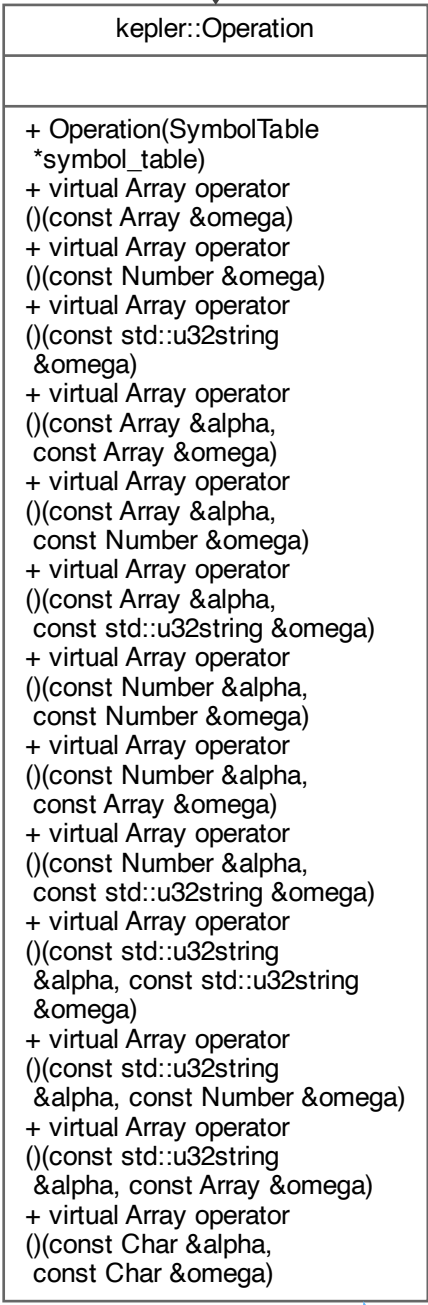 kepler::Operation
+ Operation(SymbolTable
*symbol_table)
+ virtual Array operator
()(const Array &omega)
+ virtual Array operator
()(const Number &omega)
+ virtual Array operator
()(const std::u32string
&omega)
+ virtual Array operator
()(const Array &alpha,
const Array &omega)
+ virtual Array operator
()(const Array &alpha,
const Number &omega)
+ virtual Array operator
()(const Array &alpha,
const std::u32string &omega)
+ virtual Array operator
()(const Number &alpha,
const Number &omega)
+ virtual Array operator
()(const Number &alpha,
const Array &omega)
+ virtual Array operator
()(const Number &alpha,
const std::u32string &omega)
+ virtual Array operator
()(const std::u32string
&alpha, const std::u32string
&omega)
+ virtual Array operator
()(const std::u32string
&alpha, const Number &omega)
+ virtual Array operator
()(const std::u32string
&alpha, const Array &omega)
+ virtual Array operator
()(const Char &alpha,
const Char &omega)